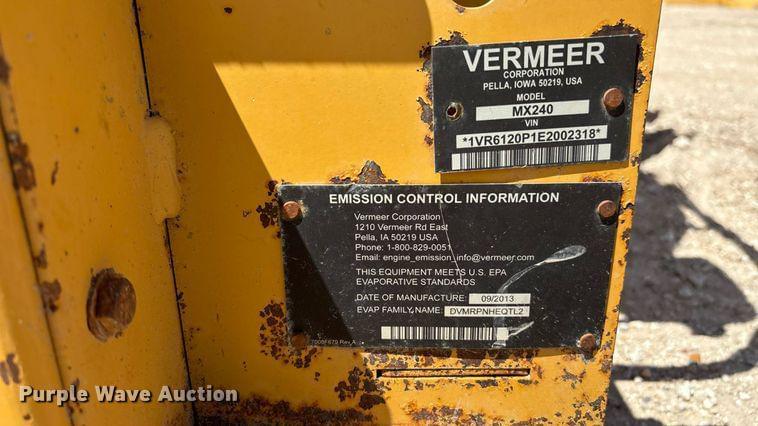 VERMEER
CORPORATION
PELLA, IOWA 50219, USA
MODEL
MX240
VIN
*1VR6120P1E2002318*
EMISSION CONTROL INFORMATION
Vermeer Corporation
1210 Vermeer Rd East
Pella, IA 50219 USA
Phone: 1-800-829-0051
Email: engine_emission_info@vermeer.com
THIS EQUIPMENT MEETS U.S. EPA
EVAPORATIVE STANDARDS
DATE OF MANUFACTURE: 09/2013
EVAP FAMILY NAME: DVMRPNHEQTL2
Rev A
Purple Wave Auction